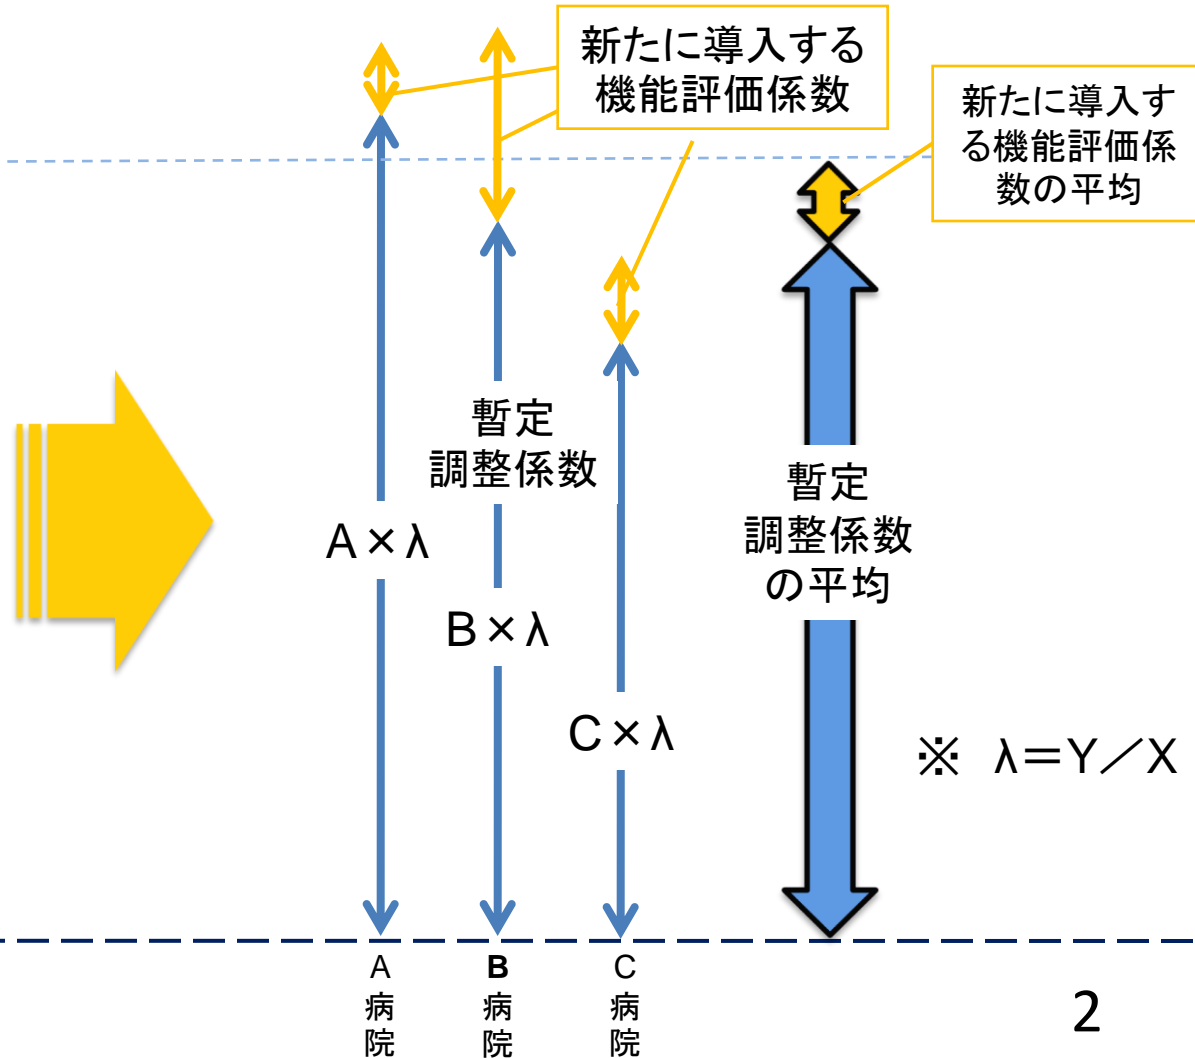 新たに導入する
機能評価係数
新たに導入す
る機能評価係
数の平均
暫定
調整係数
A×λ
B×λ
C×λ
暫定
調整係数
の平均
※ λ＝Y／X
A
病
院
B
病
院
C
病
院
2